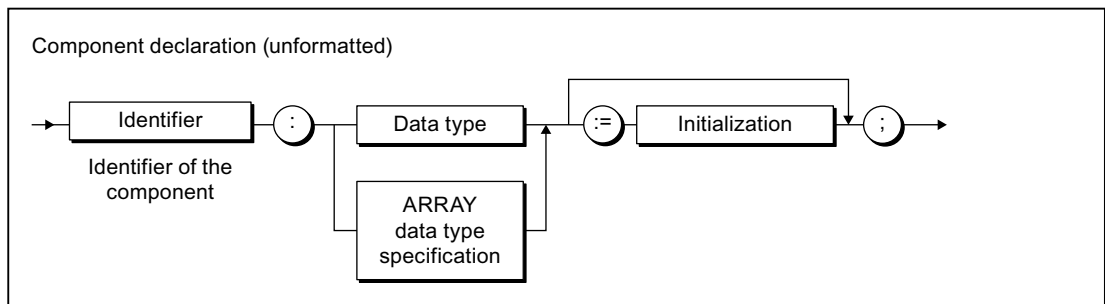 Component declaration (unformatted)
Identifier
:
Data type
:=
Initialization
;
Identifier of the
component
ARRAY
data type
specification